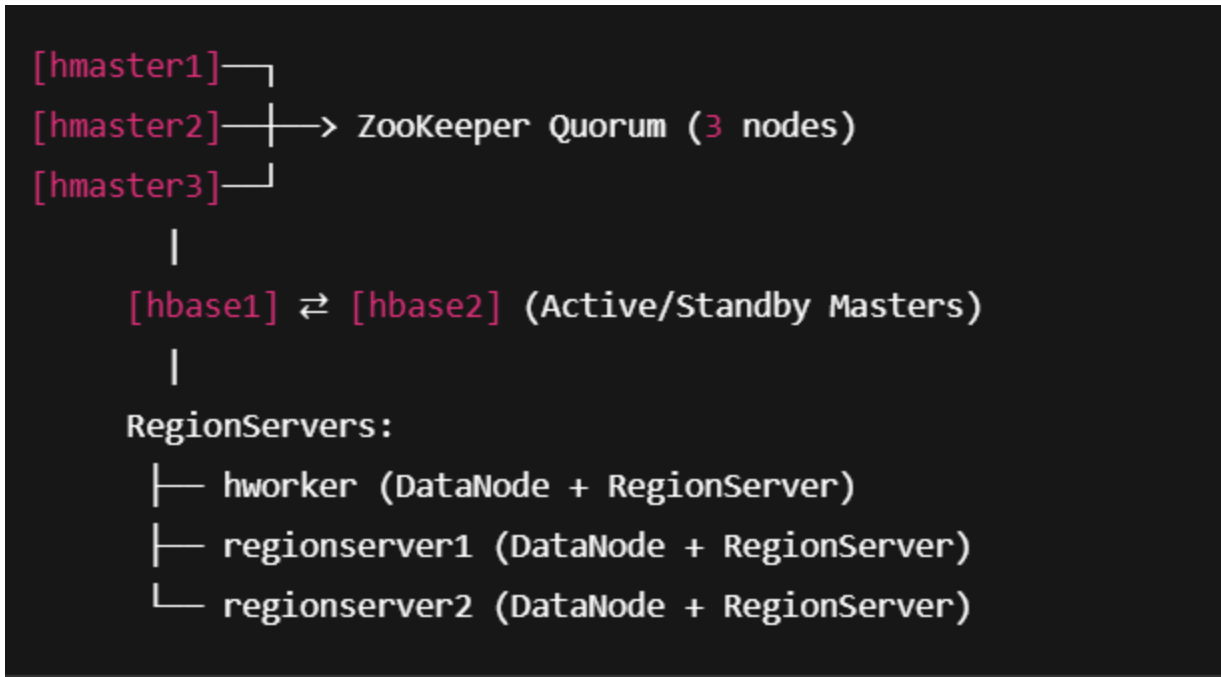 [hmaster1]──┐
[hmaster2]──┼──> ZooKeeper Quorum (3 nodes)
[hmaster3]──┘
|
[hbase1] ⇄ [hbase2] (Active/Standby Masters)
|
RegionServers:
├── hworker (DataNode + RegionServer)
├── regionserver1 (DataNode + RegionServer)
└── regionserver2 (DataNode + RegionServer)